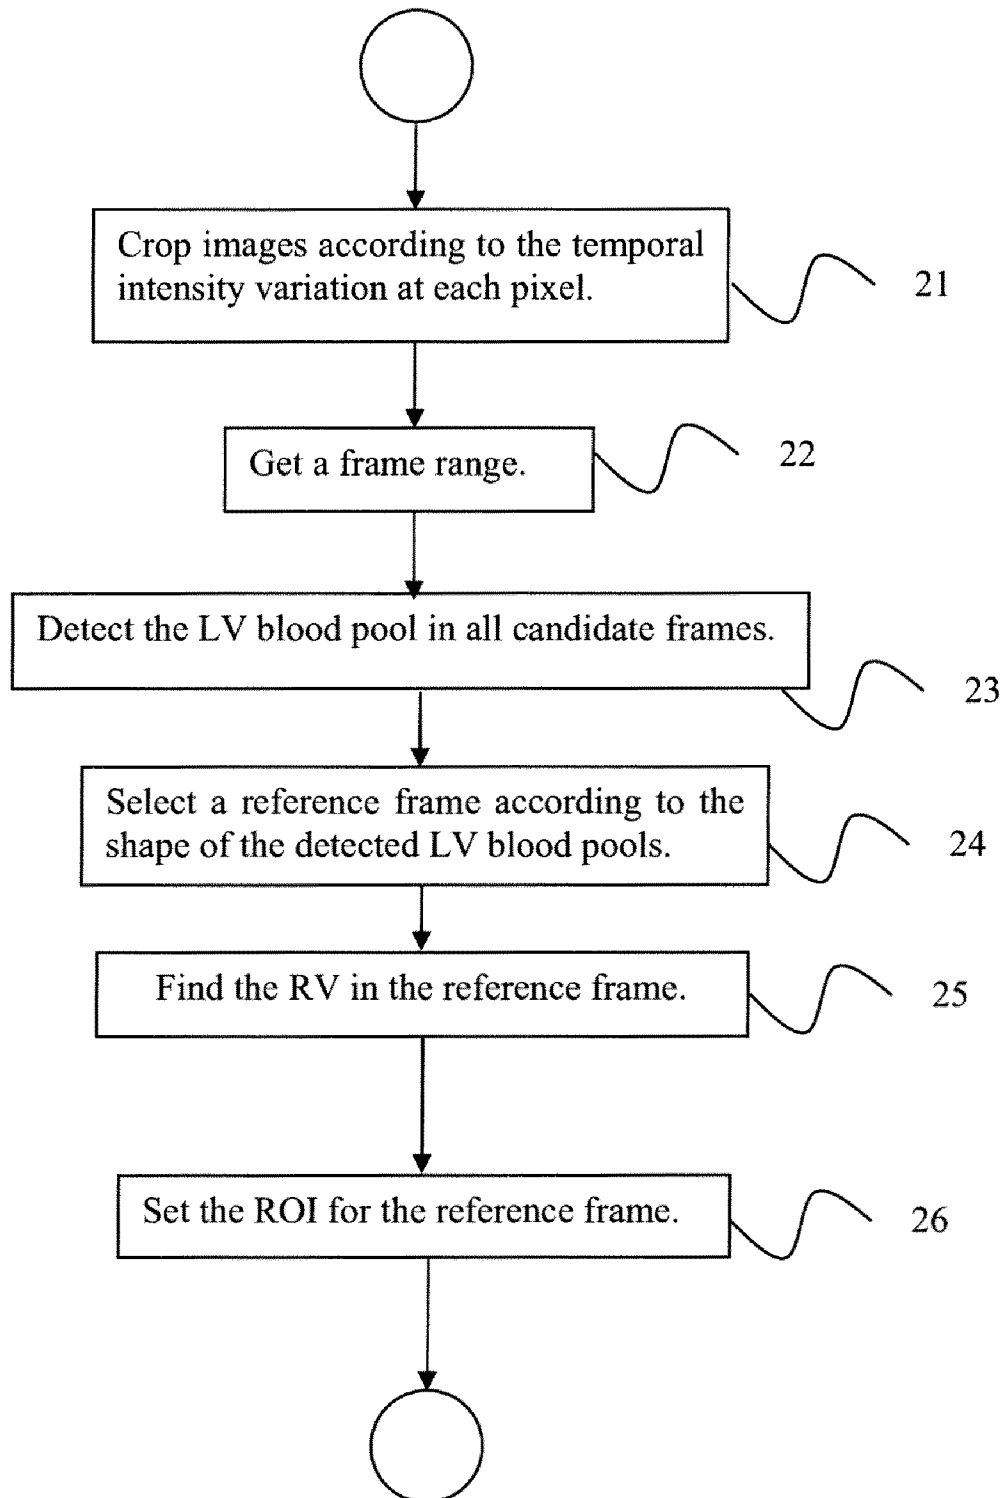 Crop images according to the temporal
intensity variation at each pixel.
21
Get a frame range.
22
Detect the LV blood pool in all candidate frames.
23
Select a reference frame according to the
shape of the detected LV blood pools.
24
Find the RV in the reference frame.
25
Set the ROI for the reference frame.
26